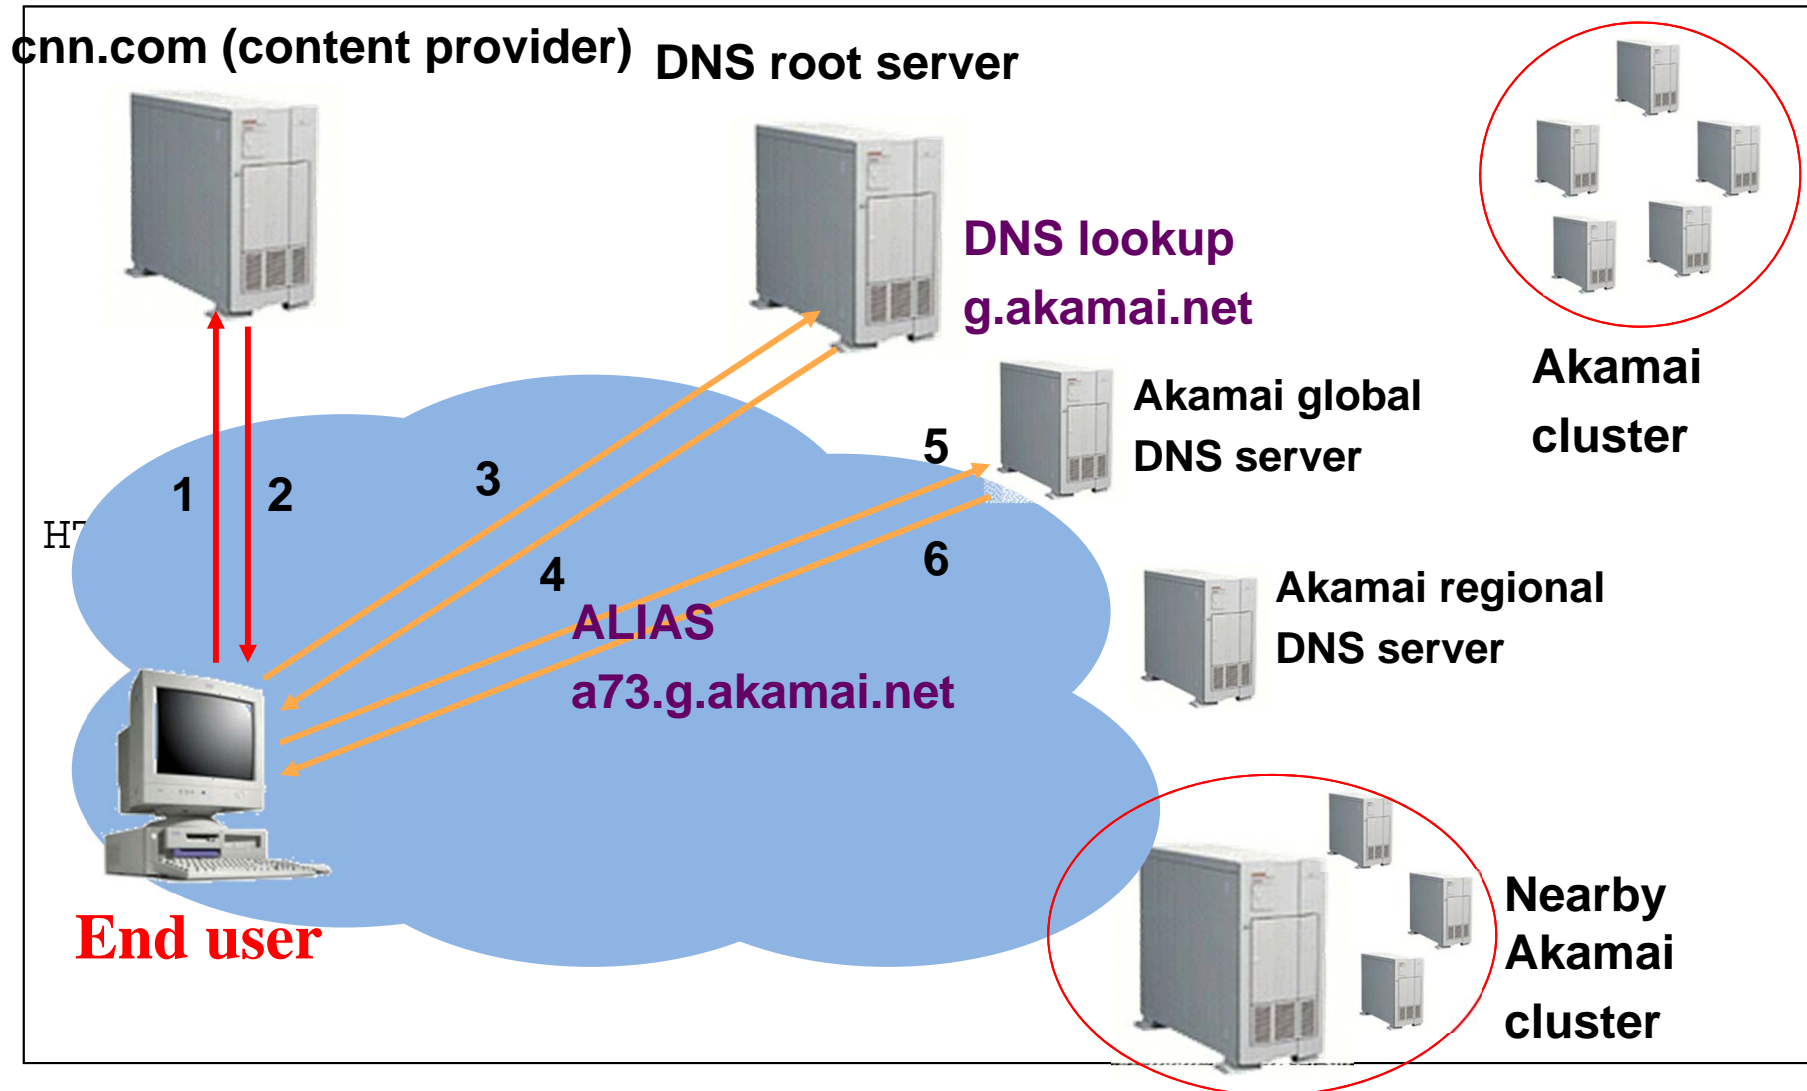 cnn.com (content provider)
DNS root server
DNS lookup
g.akamai.net
Akamai
cluster
Akamai global
DNS server
5
3
1
2
4
6
ALIAS
a73.g.akamai.net
Akamai regional
DNS server
End user
Nearby
Akamai
cluster